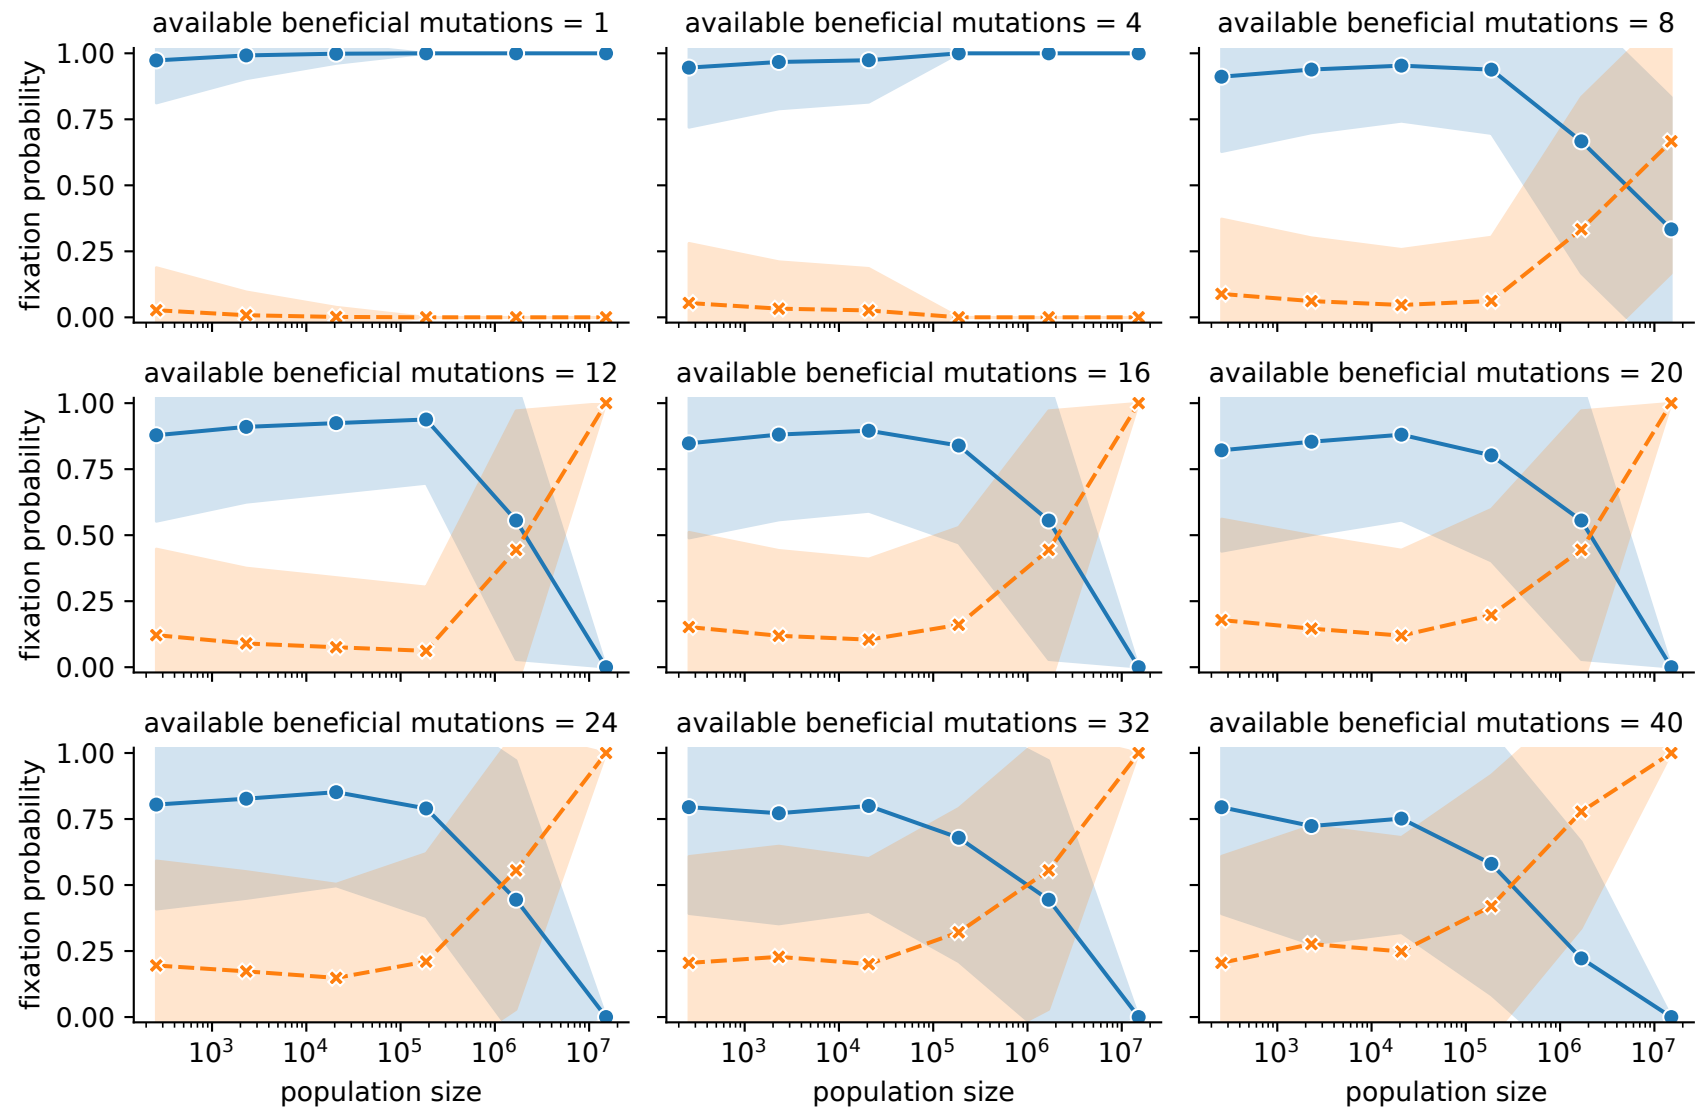 available beneficial mutations = 1
available beneficial mutations = 4
available beneficial mutations = 8
fixation probability
1.00
0.75
0.50
0.25
0.00
available beneficial mutations = 12
available beneficial mutations = 16
available beneficial mutations = 20
fixation probability
1.00
0.75
0.50
0.25
0.00
available beneficial mutations = 24
available beneficial mutations = 32
available beneficial mutations = 40
fixation probability
1.00
0.75
0.50
0.25
0.00
10³ 10⁴ 10⁵ 10⁶ 10⁷
10³ 10⁴ 10⁵ 10⁶ 10⁷
10³ 10⁴ 10⁵ 10⁶ 10⁷
population size
population size
population size